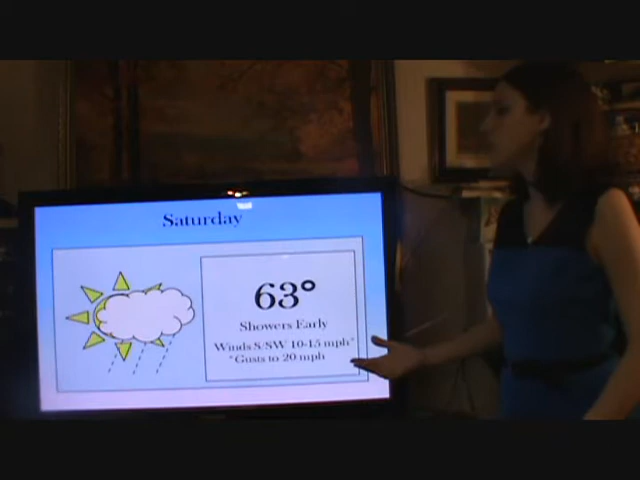 Saturday
63°
Showers Early
Winds S/SW 10-15 mph"
"Gusts to 20 mph